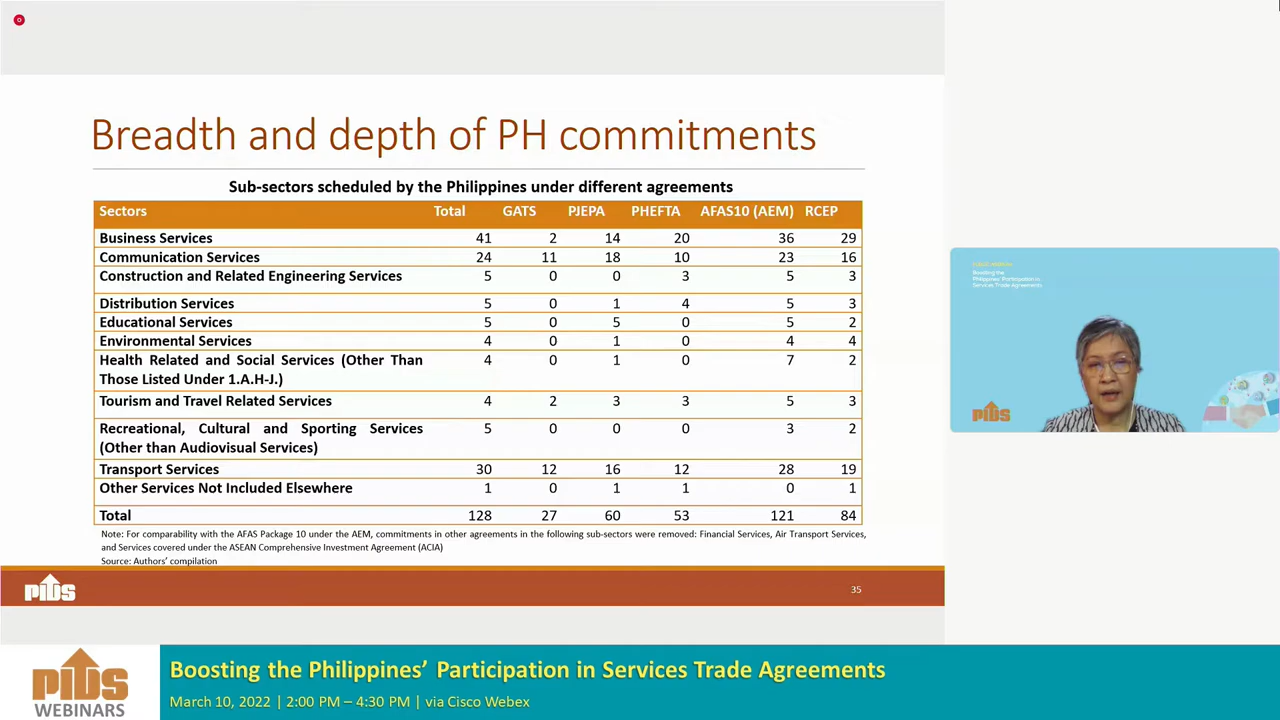 Breadth and depth of PH commitments
Sub-sectors scheduled by the Philippines under different agreements
Sectors Total GATS PJEPA PHEFTA AFAS10 (AEM) RCEP
Business Services 41 2 14 20 36 29
Communication Services 24 11 18 10 23 16
Construction and Related Engineering Services 5 0 0 3 5 3
Distribution Services 5 0 1 4 5 3
Educational Services 5 0 5 0 5 2
Environmental Services 4 0 1 0 4 4
Health Related and Social Services (Other Than 4 0 1 0 7 2
Those Listed Under 1.A.H-J.)
Tourism and Travel Related Services 4 2 3 3 5 3
Recreational, Cultural and Sporting Services 5 0 0 0 3 2
(Other than Audiovisual Services)
Transport Services 30 12 16 12 28 19
Other Services Not Included Elsewhere 1 0 1 1 0 1
Total 128 27 60 53 121 84
Note: For comparability with the AFAS Package 10 under the AEM, commitments in other agreements in the following sub-sectors were removed: Financial Services, Air Transport Services,
and Services covered under the ASEAN Comprehensive Investment Agreement (ACIA)
Source: Authors' compilation
PIDS
35
Boosting the
Philippines' Participation in
Services Trade Agreements
PIDS
PIDS
WEBINARS
Boosting the Philippines' Participation in Services Trade Agreements
March 10, 2022 | 2:00 PM – 4:30 PM | via Cisco Webex